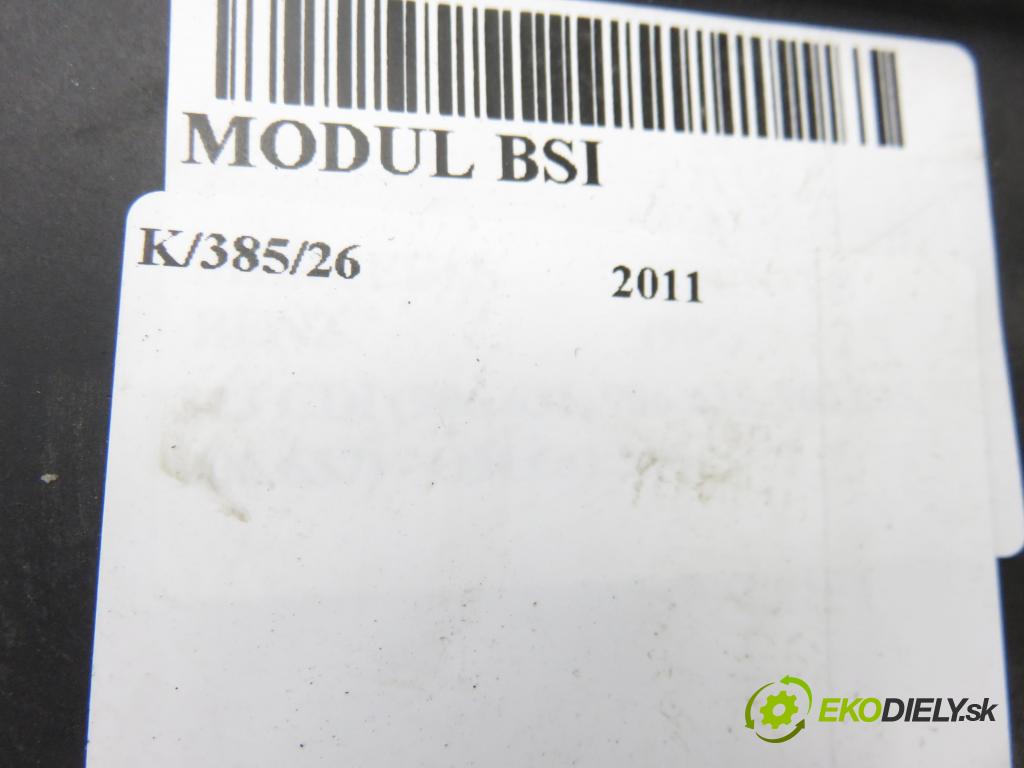 MODUL BSI
K/385/26 2011
EKODIELY.sk